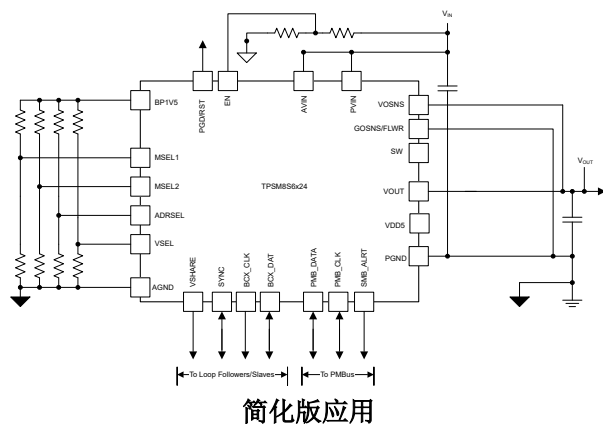 VIN
PGD/RST
EN
AVIN
PVIN
BP1V5
VOSNS
GOSNS/FLWR
SW
MSEL1
TPSM8S6x24
VOUT
MSEL2
VOUT
ADRSEL
VDD5
VSEL
PGND
AGND
VSHARE
SYNC
BCX_CLK
BCX_DAT
PMB_DATA
PMB_CLK
SMB_ALRT
To Loop Followers/Slaves
To PMBus
简化版应用